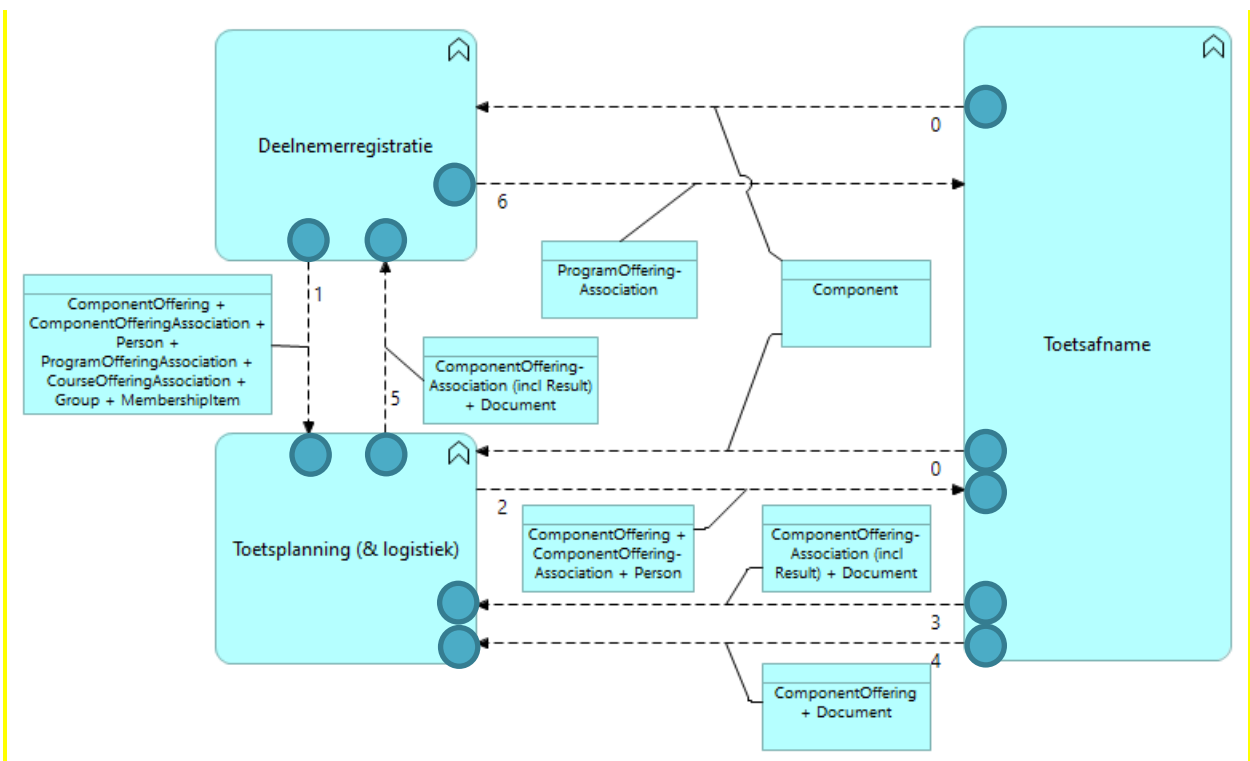 Deelnemerregistratie
0
6
ProgramOffering-
Association
Component
1
ComponentOffering +
ComponentOfferingAssociation +
Person +
ProgramOfferingAssociation +
CourseOfferingAssociation +
Group + MembershipItem
Toetsafname
ComponentOffering-
Association (incl Result)
+ Document
5
0
2
Toetsplanning (& logistiek)
ComponentOffering +
ComponentOffering-
Association + Person
ComponentOffering-
Association (incl
Result) + Document
3
4
ComponentOffering
+ Document